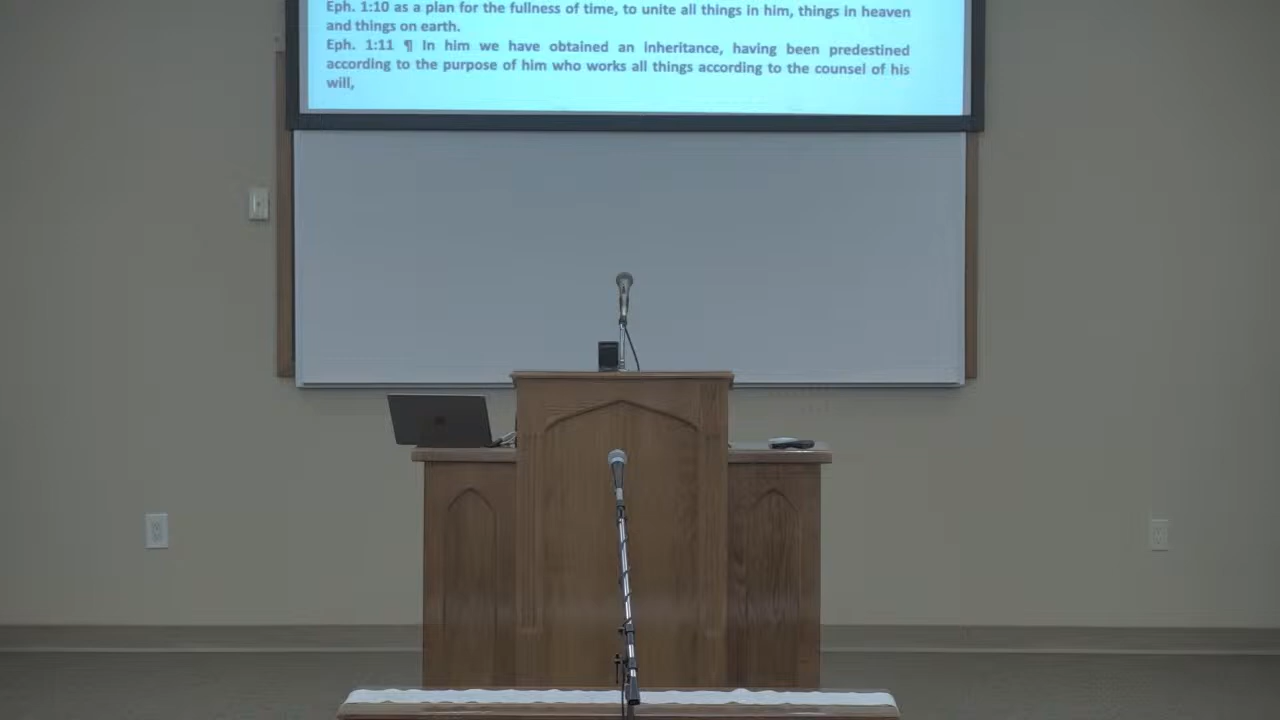 Eph. 1:10 as a plan for the fullness of time, to unite all things in him, things in heaven
and things on earth.
Eph. 1:11 ¶ In him we have obtained an inheritance, having been predestined
according to the purpose of him who works all things according to the counsel of his
will,